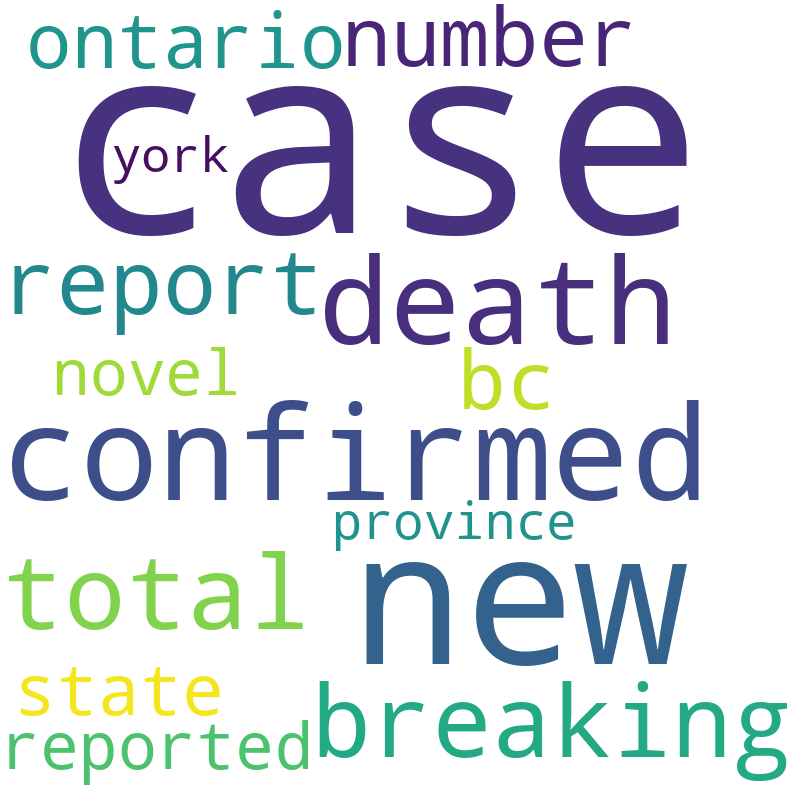 ontario number
case
york
report death
novel bc
confirmed
province
total new
state
breaking
reported